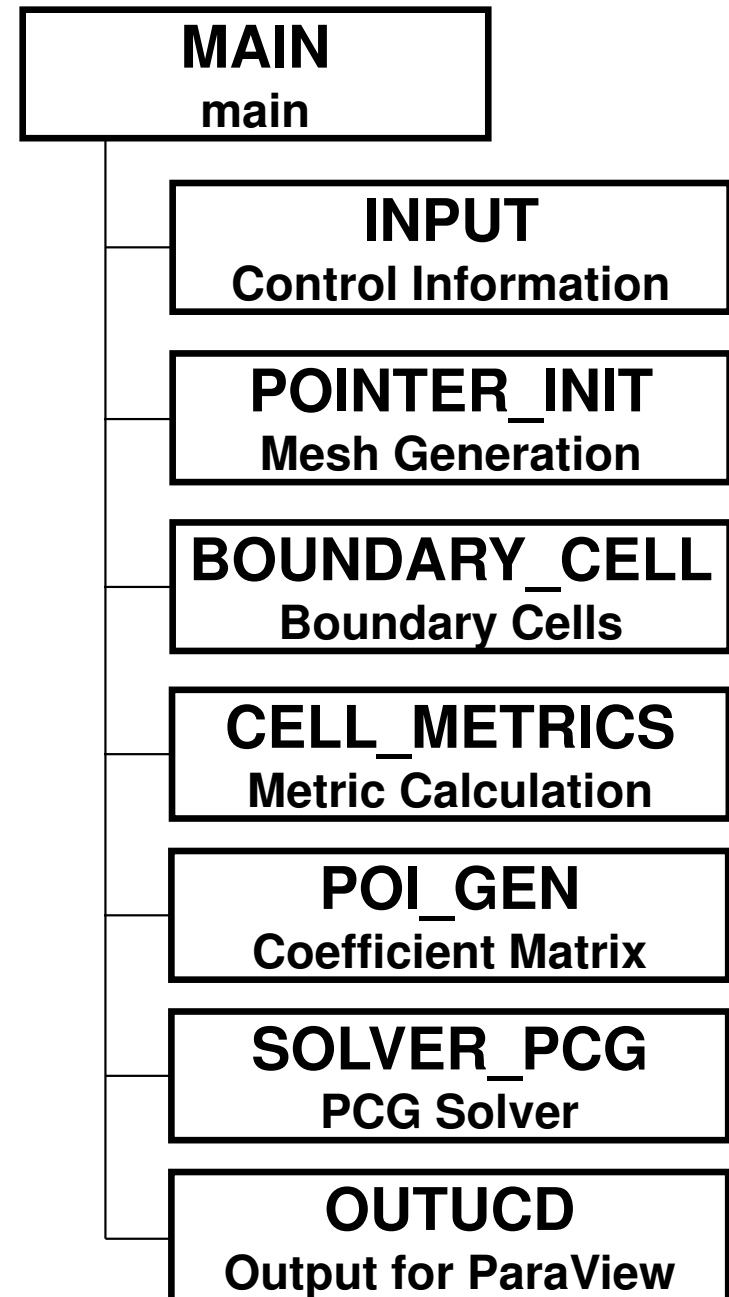 MAIN
main
INPUT
Control Information
POINTER_INIT
Mesh Generation
BOUNDARY_CELL
Boundary Cells
CELL_METRICS
Metric Calculation
POI_GEN
Coefficient Matrix
SOLVER_PCG
PCG Solver
OUTUCD
Output for ParaView